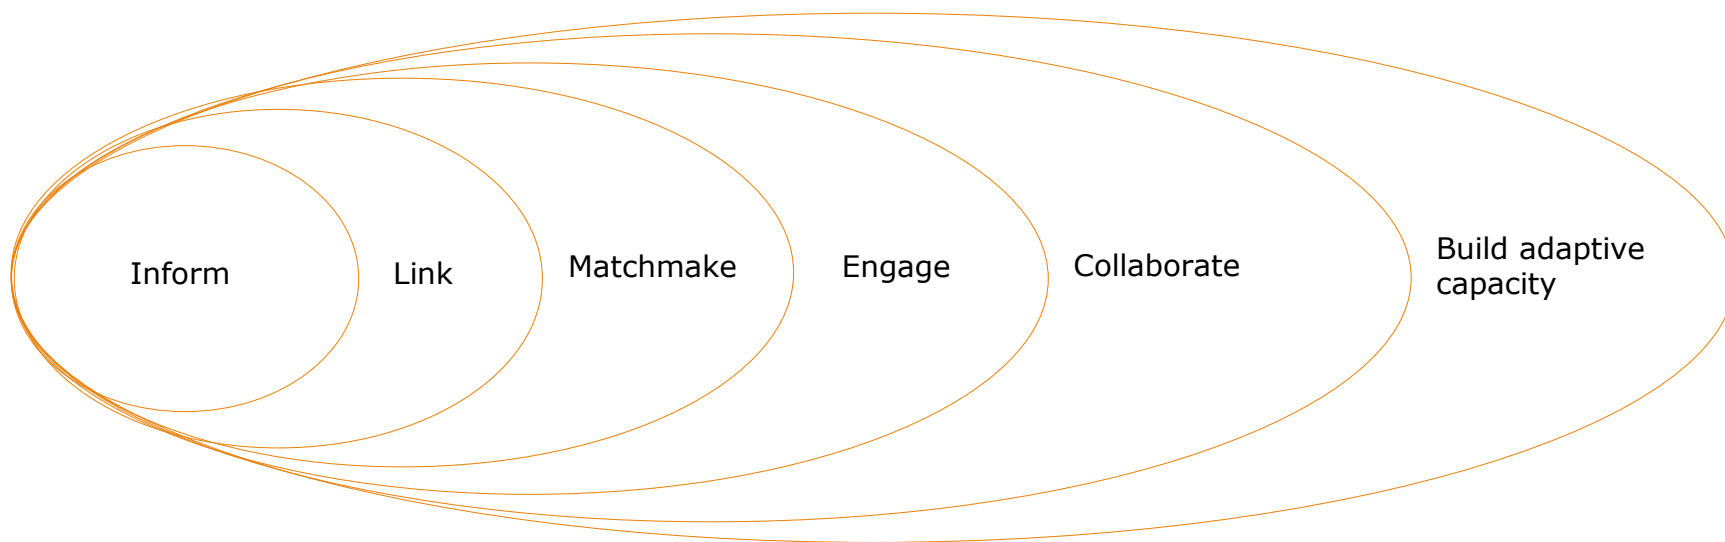 Inform
Link
Matchmake
Engage
Collaborate
Build adaptive
capacity